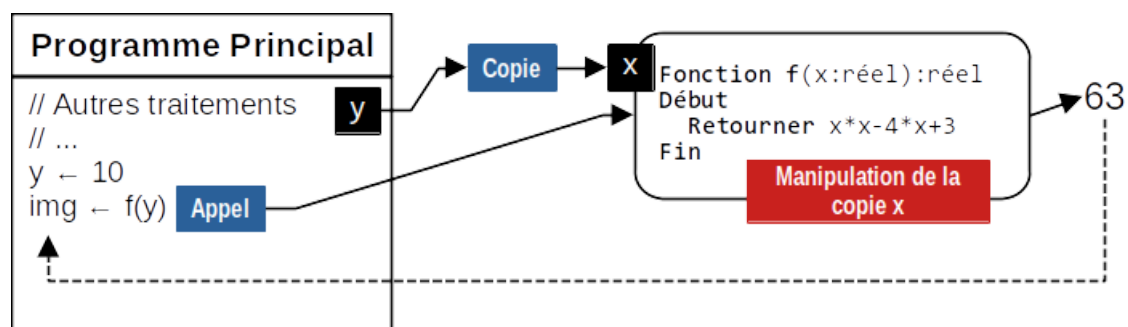 Programme Principal
// Autres traitements
// ...
y ← 10
img ← f(y)
Appel
y
Copie
x
Fonction f(x:réel):réel
Début
Retourner x*x-4*x+3
Fin
Manipulation de la
copie x
63